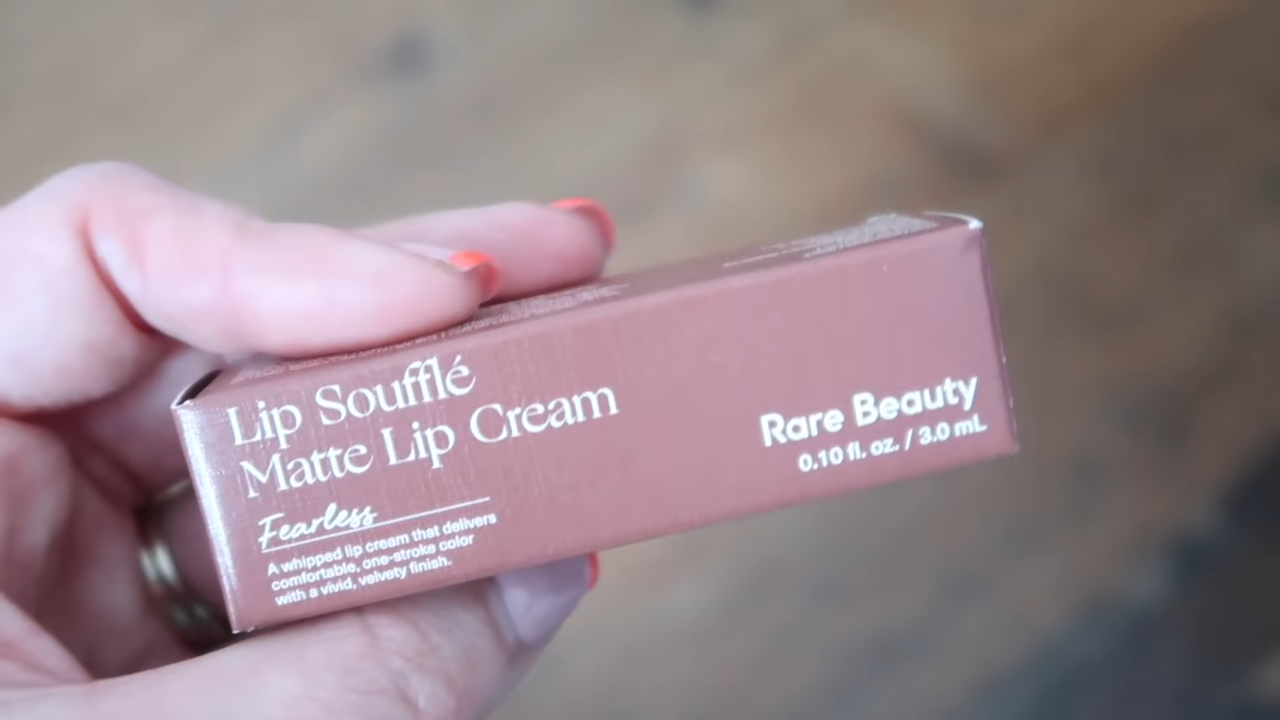 Lip Soufflé
Matte Lip Cream
Fearless
A whipped lip cream that delivers
comfortable, one-stroke color
with a vivid, velvety finish.
Rare Beauty
0.10 fl. oz. / 3.0 mL